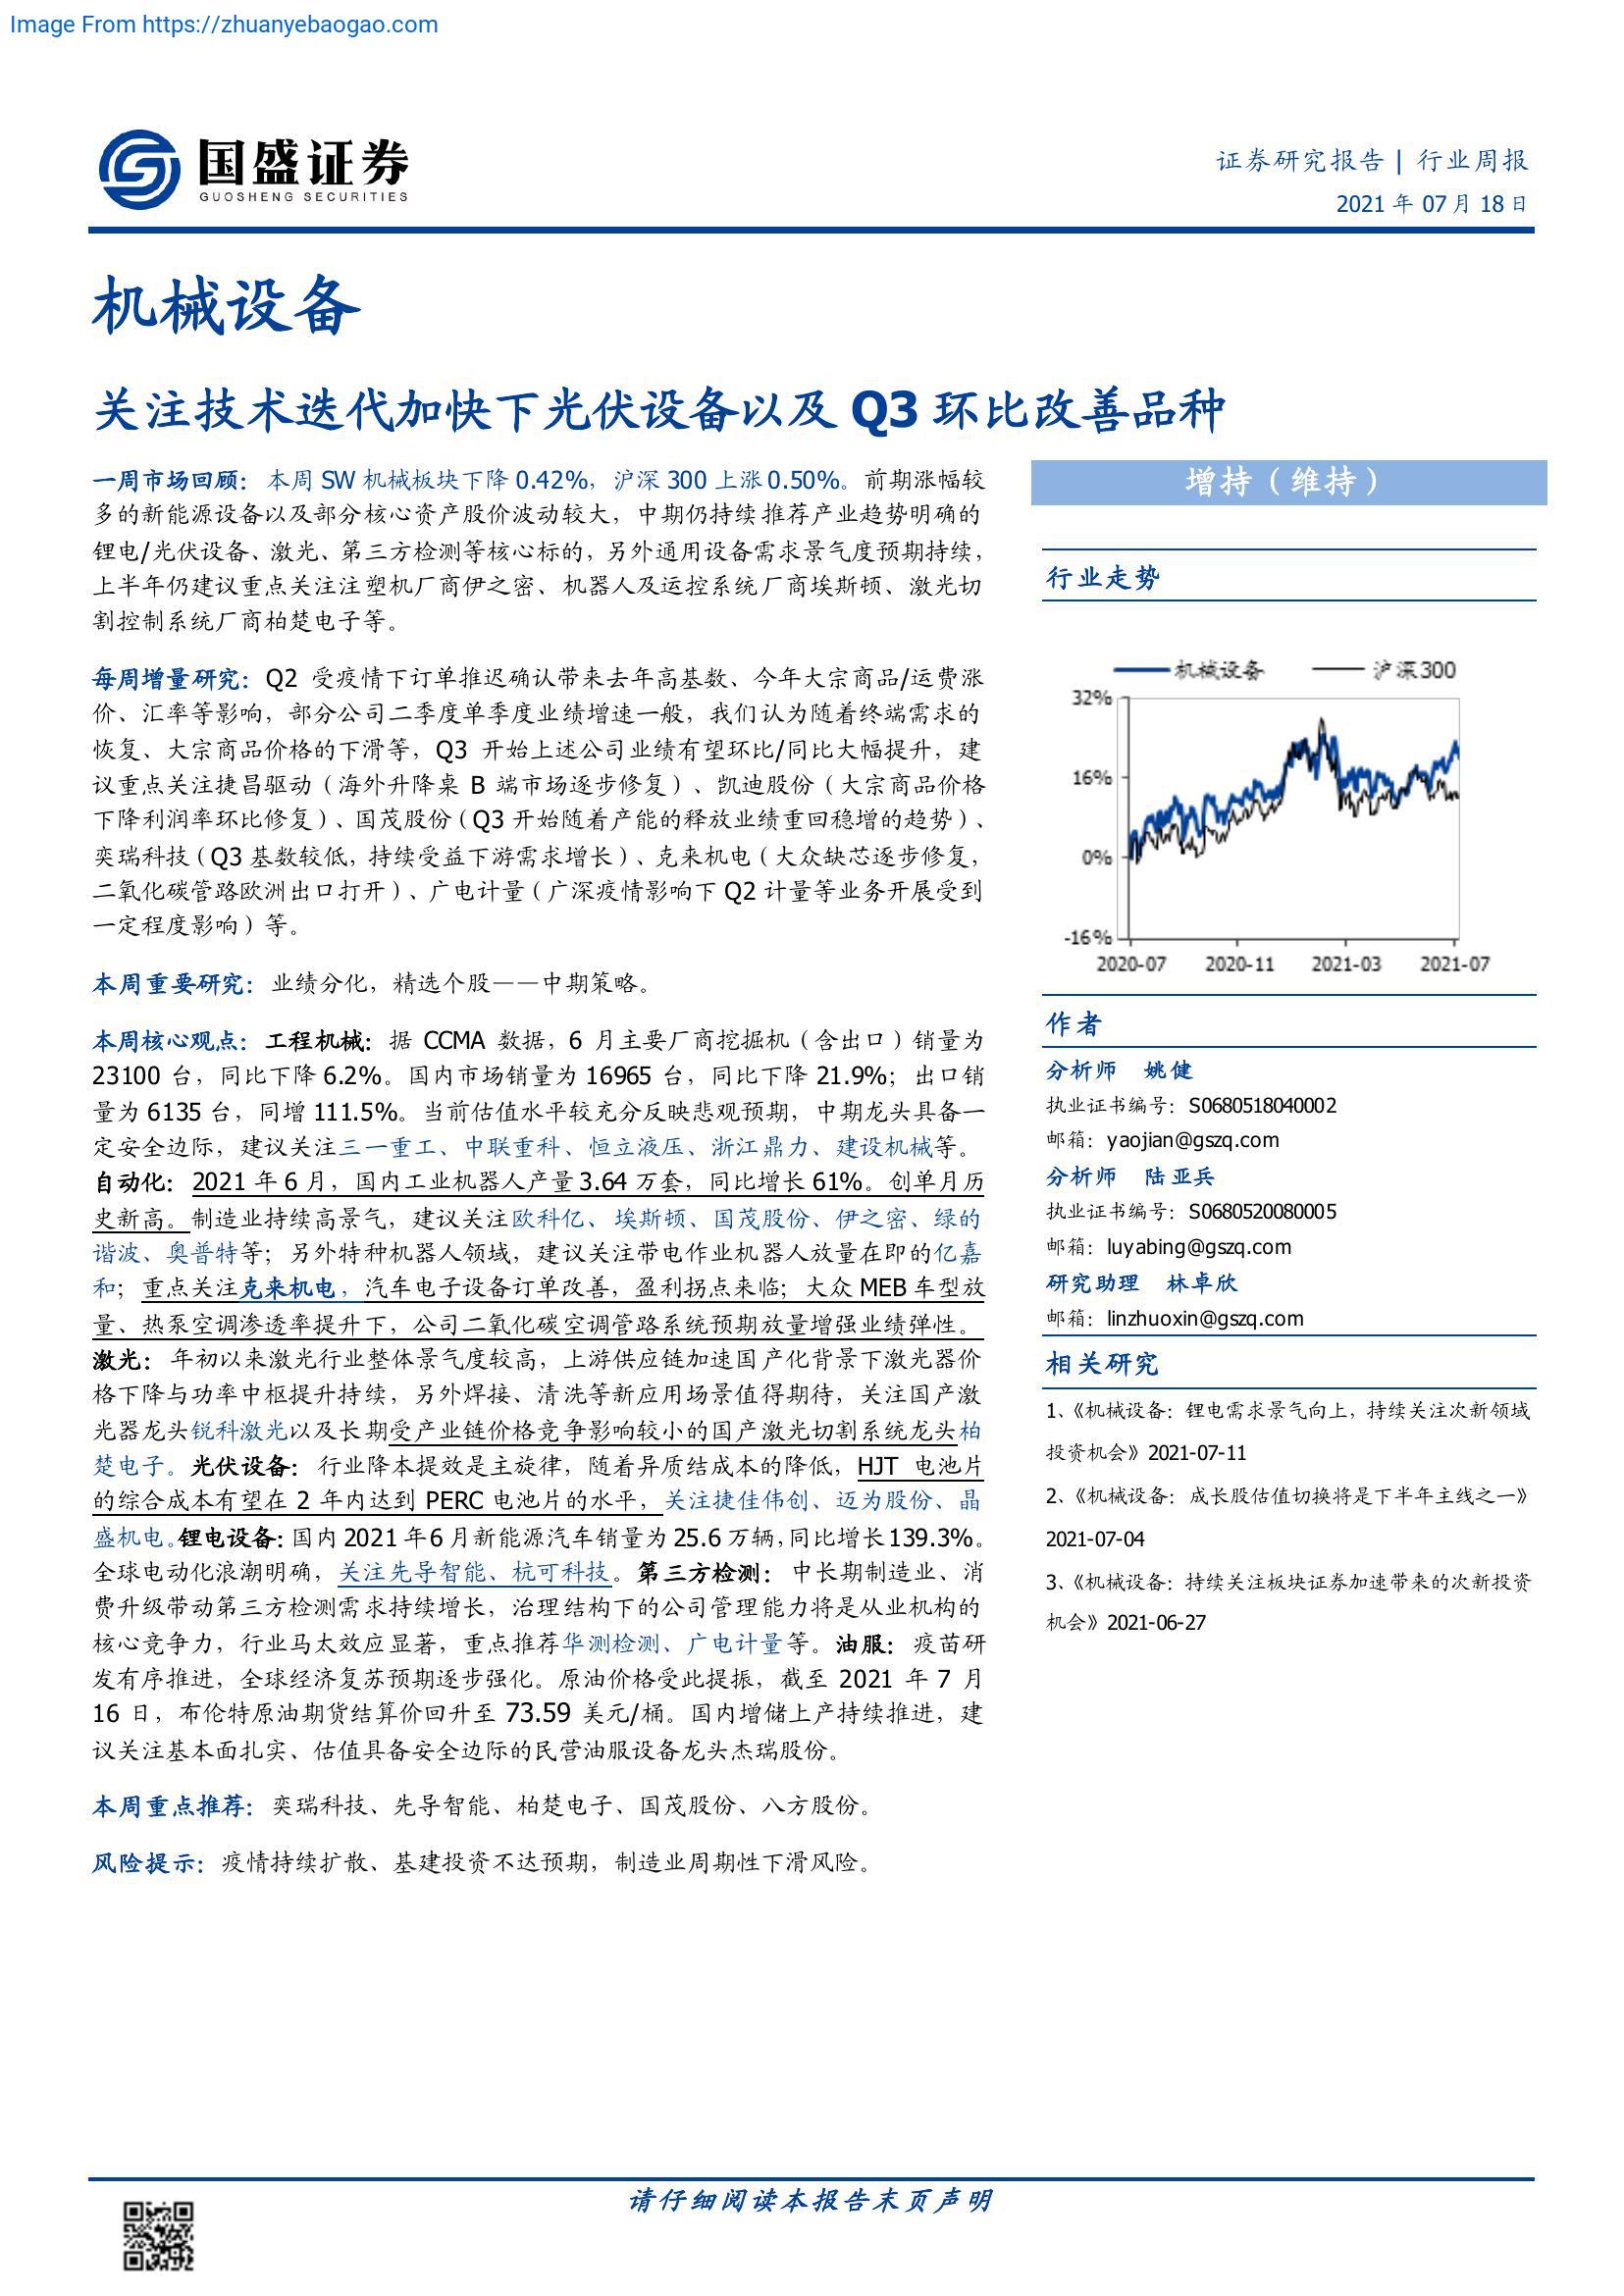 Image From https://zhuanyebaogao.com
国盛证券
GUOSHENG SECURITIES
证券研究报告 | 行业周报
2021 年 07月 18日
机械设备
关注技术迭代加快下光伏设备以及 Q3 环比改善品种
一周市场回顾：本周 SW 机械板块下降 0.42%，沪深 300 上涨 0.50%。前期涨幅较
多的新能源设备以及部分核心资产股价波动较大，中期仍持续推荐产业趋势明确的
锂电/光伏设备、激光、第三方检测等核心标的，另外通用设备需求景气度预期持续，
上半年仍建议重点关注注塑机厂商伊之密、机器人及运控系统厂商埃斯顿、激光切
割控制系统厂商柏楚电子等。
每周增量研究：Q2 受疫情下订单推迟确认带来去年高基数、今年大宗商品/运费涨
价、汇率等影响，部分公司二季度单季度业绩增速一般，我们认为随着终端需求的
恢复、大宗商品价格的下滑等，Q3 开始上述公司业绩有望环比/同比大幅提升，建
议重点关注捷昌驱动（海外升降桌 B 端市场逐步修复）、凯迪股份（大宗商品价格
下降利润率环比修复）、国茂股份（Q3 开始随着产能的释放业绩重回稳增的趋势）、
奕瑞科技（Q3 基数较低，持续受益下游需求增长）、克来机电（大众缺芯逐步修复，
二氧化碳管路欧洲出口打开）、广电计量（广深疫情影响下 Q2 计量等业务开展受到
一定程度影响）等。
本周重要研究：业绩分化，精选个股——中期策略。
本周核心观点：工程机械：据 CCMA 数据，6 月主要厂商挖掘机（含出口）销量为
23100 台，同比下降 6.2%。国内市场销量为 16965 台，同比下降 21.9%；出口销
量为 6135 台，同增 111.5%。当前估值水平较充分反映悲观预期，中期龙头具备一
定安全边际，建议关注三一重工、中联重科、恒立液压、浙江鼎力、建设机械等。
自动化：2021 年 6 月，国内工业机器人产量 3.64 万套，同比增长 61%。创单月历
史新高。制造业持续高景气，建议关注欧科亿、埃斯顿、国茂股份、伊之密、绿的
谐波、奥普特等；另外特种机器人领域，建议关注带电作业机器人放量在即的亿嘉
和；重点关注克来机电，汽车电子设备订单改善，盈利拐点来临；大众 MEB 车型放
量、热泵空调渗透率提升下，公司二氧化碳空调管路系统预期放量增强业绩弹性。
激光：年初以来激光行业整体景气度较高，上游供应链加速国产化背景下激光器价
格下降与功率中枢提升持续，另外焊接、清洗等新应用场景值得期待，关注国产激
光器龙头锐科激光以及长期受产业链价格竞争影响较小的国产激光切割系统龙头柏
楚电子。光伏设备：行业降本提效是主旋律，随着异质结成本的降低，HJT 电池片
的综合成本有望在 2 年内达到 PERC 电池片的水平，关注捷佳伟创、迈为股份、晶
盛机电。锂电设备：国内 2021 年 6 月新能源汽车销量为 25.6 万辆，同比增长 139.3%。
全球电动化浪潮明确，关注先导智能、杭可科技。第三方检测：中长期制造业、消
费升级带动第三方检测需求持续增长，治理结构下的公司管理能力将是从业机构的
核心竞争力，行业马太效应显著，重点推荐华测检测、广电计量等。油服：疫苗研
发有序推进，全球经济复苏预期逐步强化。原油价格受此提振，截至 2021 年 7 月
16 日，布伦特原油期货结算价回升至 73.59 美元/桶。国内增储上产持续推进，建
议关注基本面扎实、估值具备安全边际的民营油服设备龙头杰瑞股份。
本周重点推荐：奕瑞科技、先导智能、柏楚电子、国茂股份、八方股份。
风险提示：疫情持续扩散、基建投资不达预期，制造业周期性下滑风险。
增持（维持）
行业走势
机械设备 沪深300
32%
16%
0%
-16%
2020-07 2020-11 2021-03 2021-07
作者
分析师 姚健
执业证书编号：S0680518040002
邮箱：yaojian@gszq.com
分析师 陆亚兵
执业证书编号：S0680520080005
邮箱：luyabing@gszq.com
研究助理 林卓欣
邮箱：linzhuoxin@gszq.com
相关研究
1、《机械设备：锂电需求景气向上，持续关注次新领域
投资机会》2021-07-11
2、《机械设备：成长股估值切换将是下半年主线之一》
2021-07-04
3、《机械设备：持续关注板块证券加速带来的次新投资
机会》2021-06-27
请仔细阅读本报告末页声明